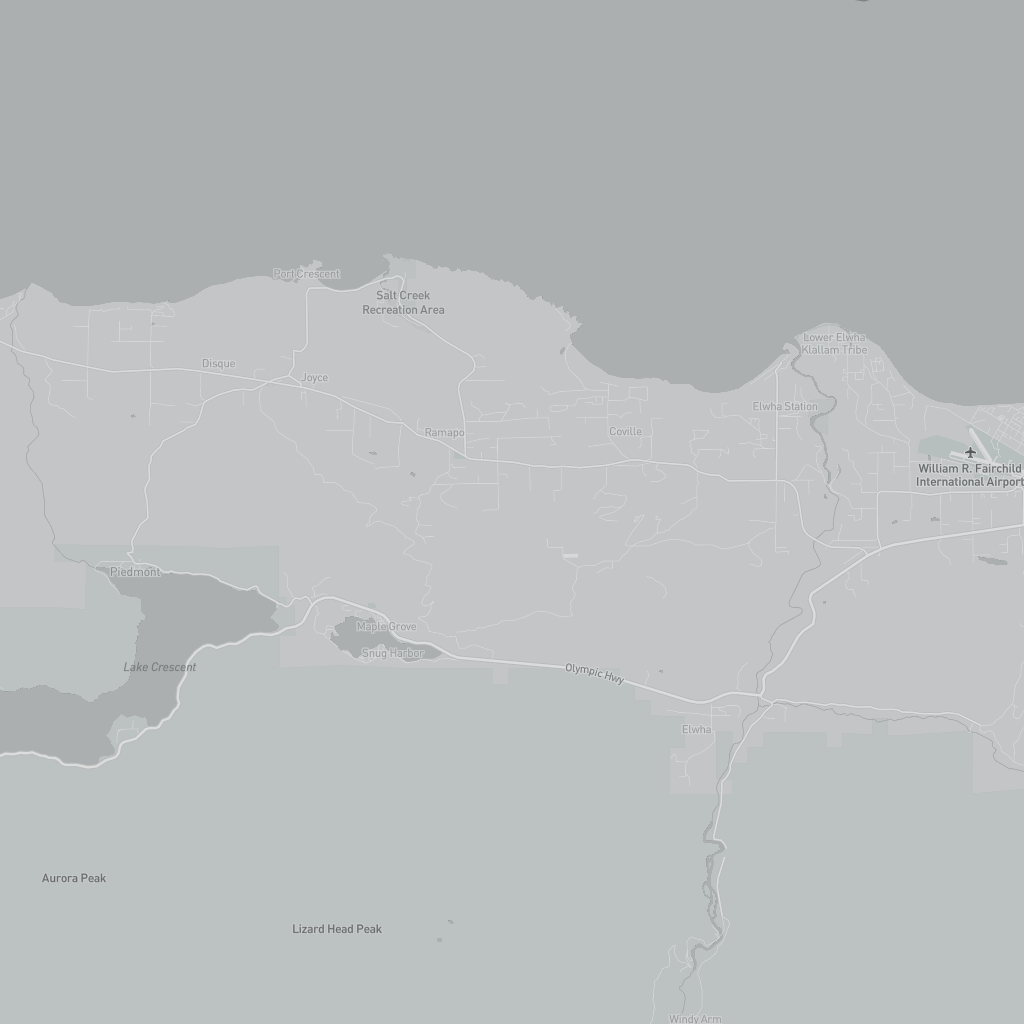 Port Crescent
Salt Creek
Recreation Area
Lower Elwha
Klallam Tribe
Disque
Joyce
Elwha Station
Ramapo
Coville
William R. Fairchild
International Airport
Piedmont
Maple Grove
Snug Harbor
Lake Crescent
Olympic Hwy
Elwha
Aurora Peak
Lizard Head Peak
Windy Arm